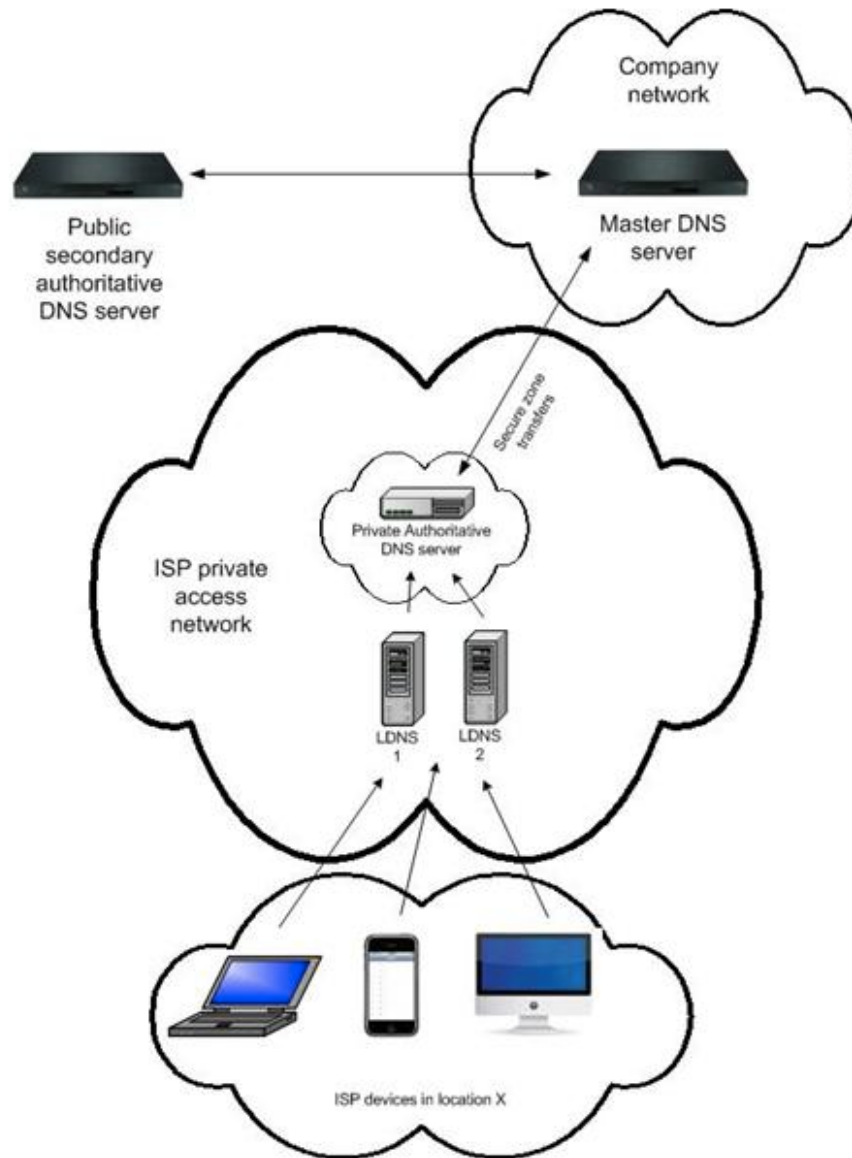 Company
network
Public
secondary
authoritative
DNS server
Master DNS
server
Secure zone
transfers
Private Authoritative
DNS server
ISP private
access
network
LDNS
1
LDNS
2
ISP devices in location X